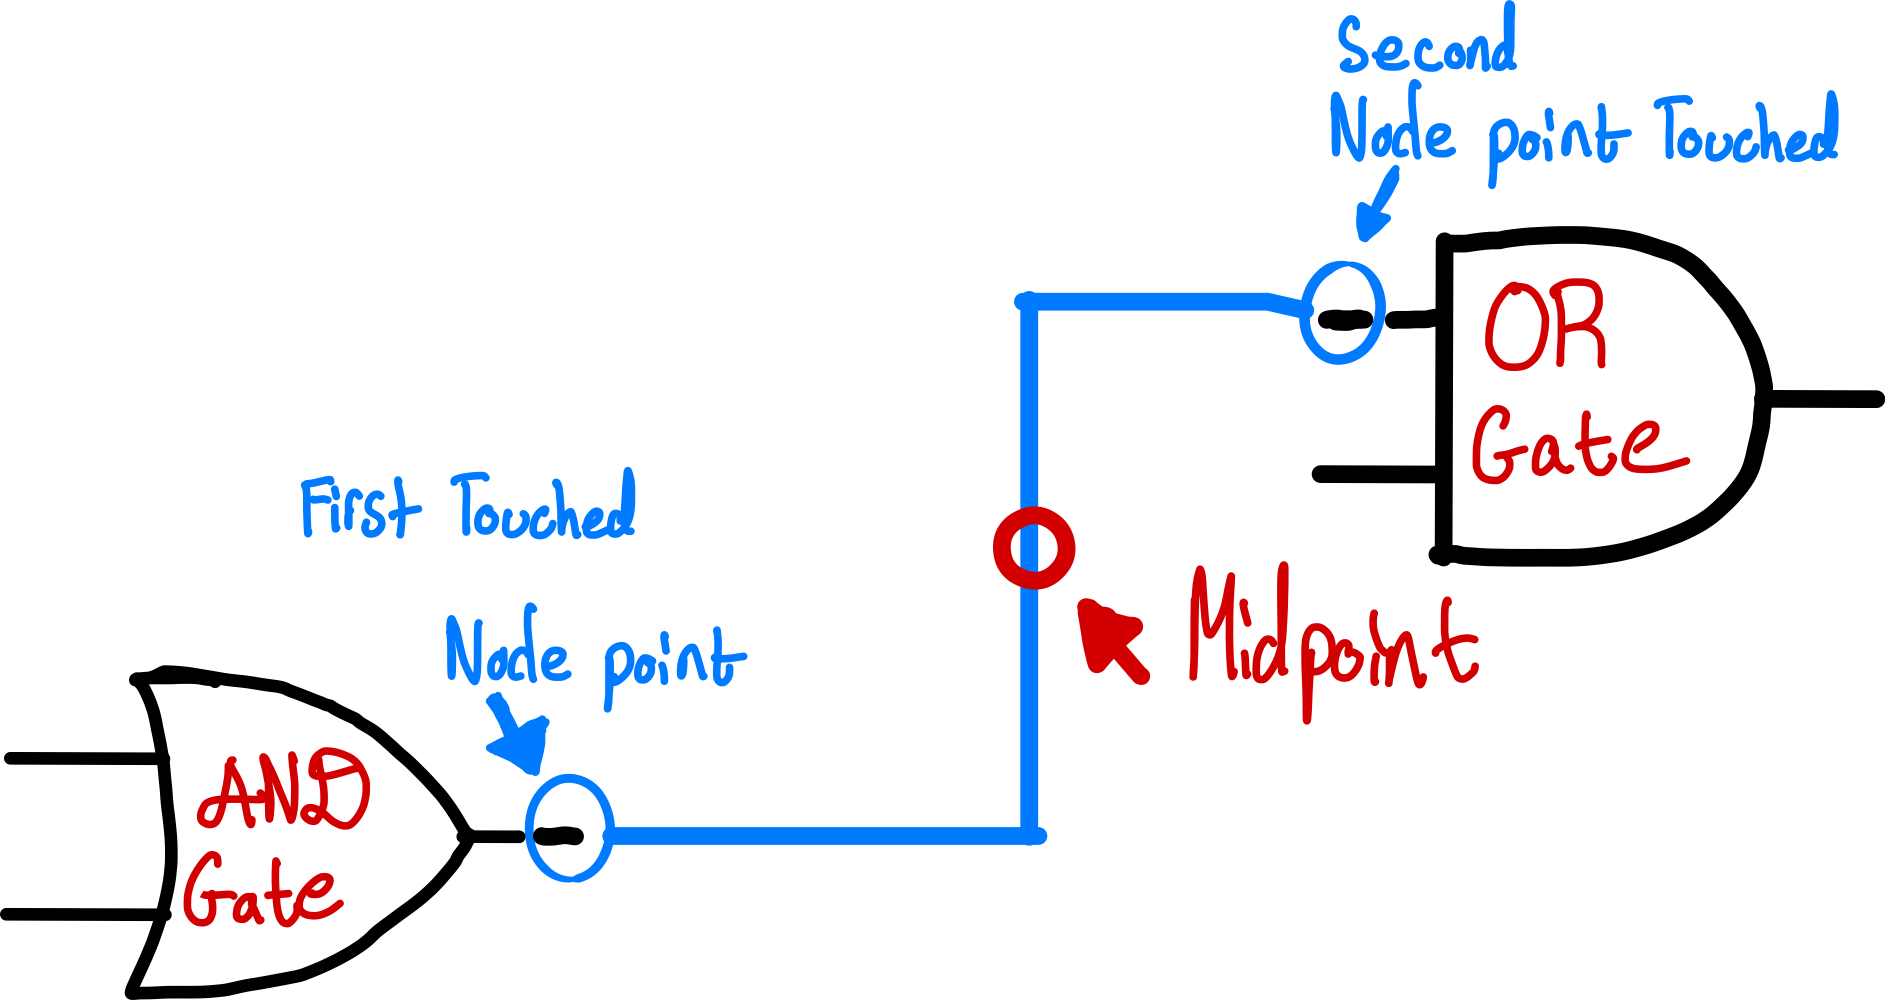 Second
Node point Touched
OR
Gate
First Touched
Node point
Midpoint
AND
Gate